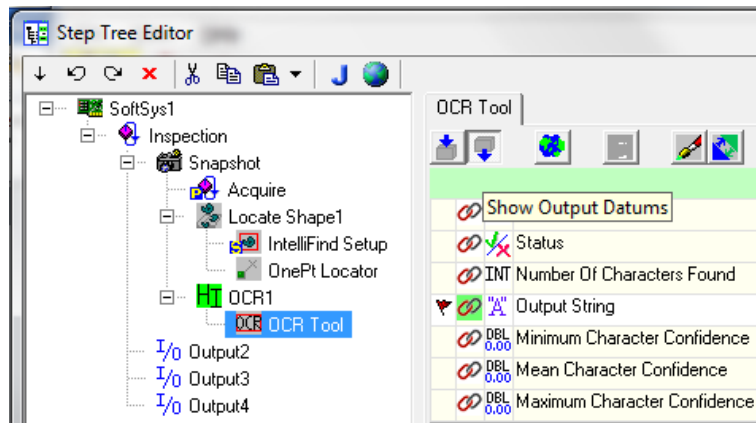 Step Tree Editor
J
SoftSys1
Inspection
Snapshot
P
Acquire
Locate Shape1
S
IntelliFind Setup
OnePt Locator
HI OCR1
OCR OCR Tool
I/O Output2
I/O Output3
I/O Output4
OCR Tool
Show Output Datums
Status
INT Number Of Characters Found
"A" Output String
DBL 0.00 Minimum Character Confidence
DBL 0.00 Mean Character Confidence
DBL 0.00 Maximum Character Confidence